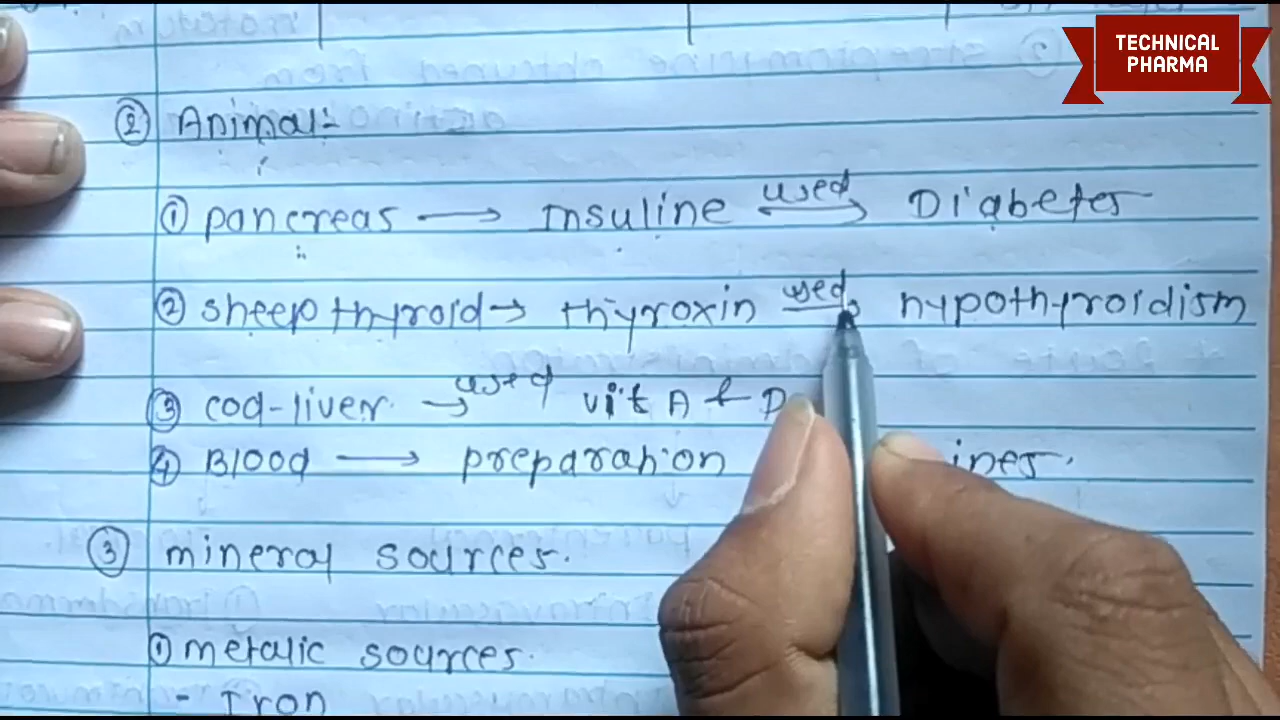 TECHNICAL
PHARMA
② Animal:-
① pancreas → Insuline used → Diabetes
② sheep thyroid → thyroxin used → hypothyroidism
③ cod-liver → used vit A & D
④ Blood → preparation
③ mineral sources.
① metalic sources.
- Iron